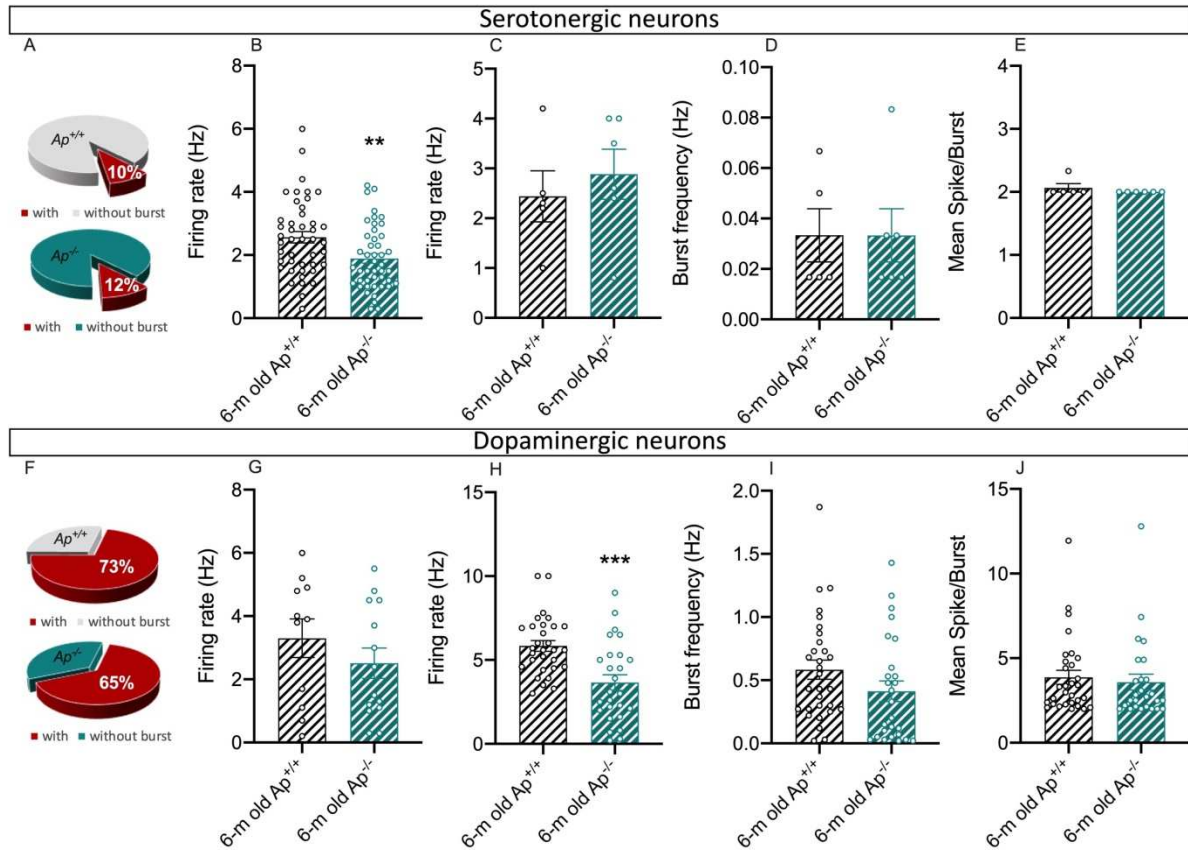 Serotonergic neurons
A
Ap+/+
10%
with without burst
Ap-/-
12%
with without burst
B
Firing rate (Hz)
8
6
4
2
0
**
6-m old Ap+/+
6-m old Ap-/-
C
Firing rate (Hz)
5
4
3
2
1
0
6-m old Ap+/+
6-m old Ap-/-
D
Burst frequency (Hz)
0.10
0.08
0.06
0.04
0.02
0.00
6-m old Ap+/+
6-m old Ap-/-
E
Mean Spike/Burst
4
3
2
1
0
6-m old Ap+/+
6-m old Ap-/-
Dopaminergic neurons
F
Ap+/+
73%
with without burst
Ap-/-
65%
with without burst
G
Firing rate (Hz)
8
6
4
2
0
6-m old Ap+/+
6-m old Ap-/-
H
Firing rate (Hz)
15
10
5
0
***
6-m old Ap+/+
6-m old Ap-/-
I
Burst frequency (Hz)
2.0
1.5
1.0
0.5
0.0
6-m old Ap+/+
6-m old Ap-/-
J
Mean Spike/Burst
15
10
5
0
6-m old Ap+/+
6-m old Ap-/-